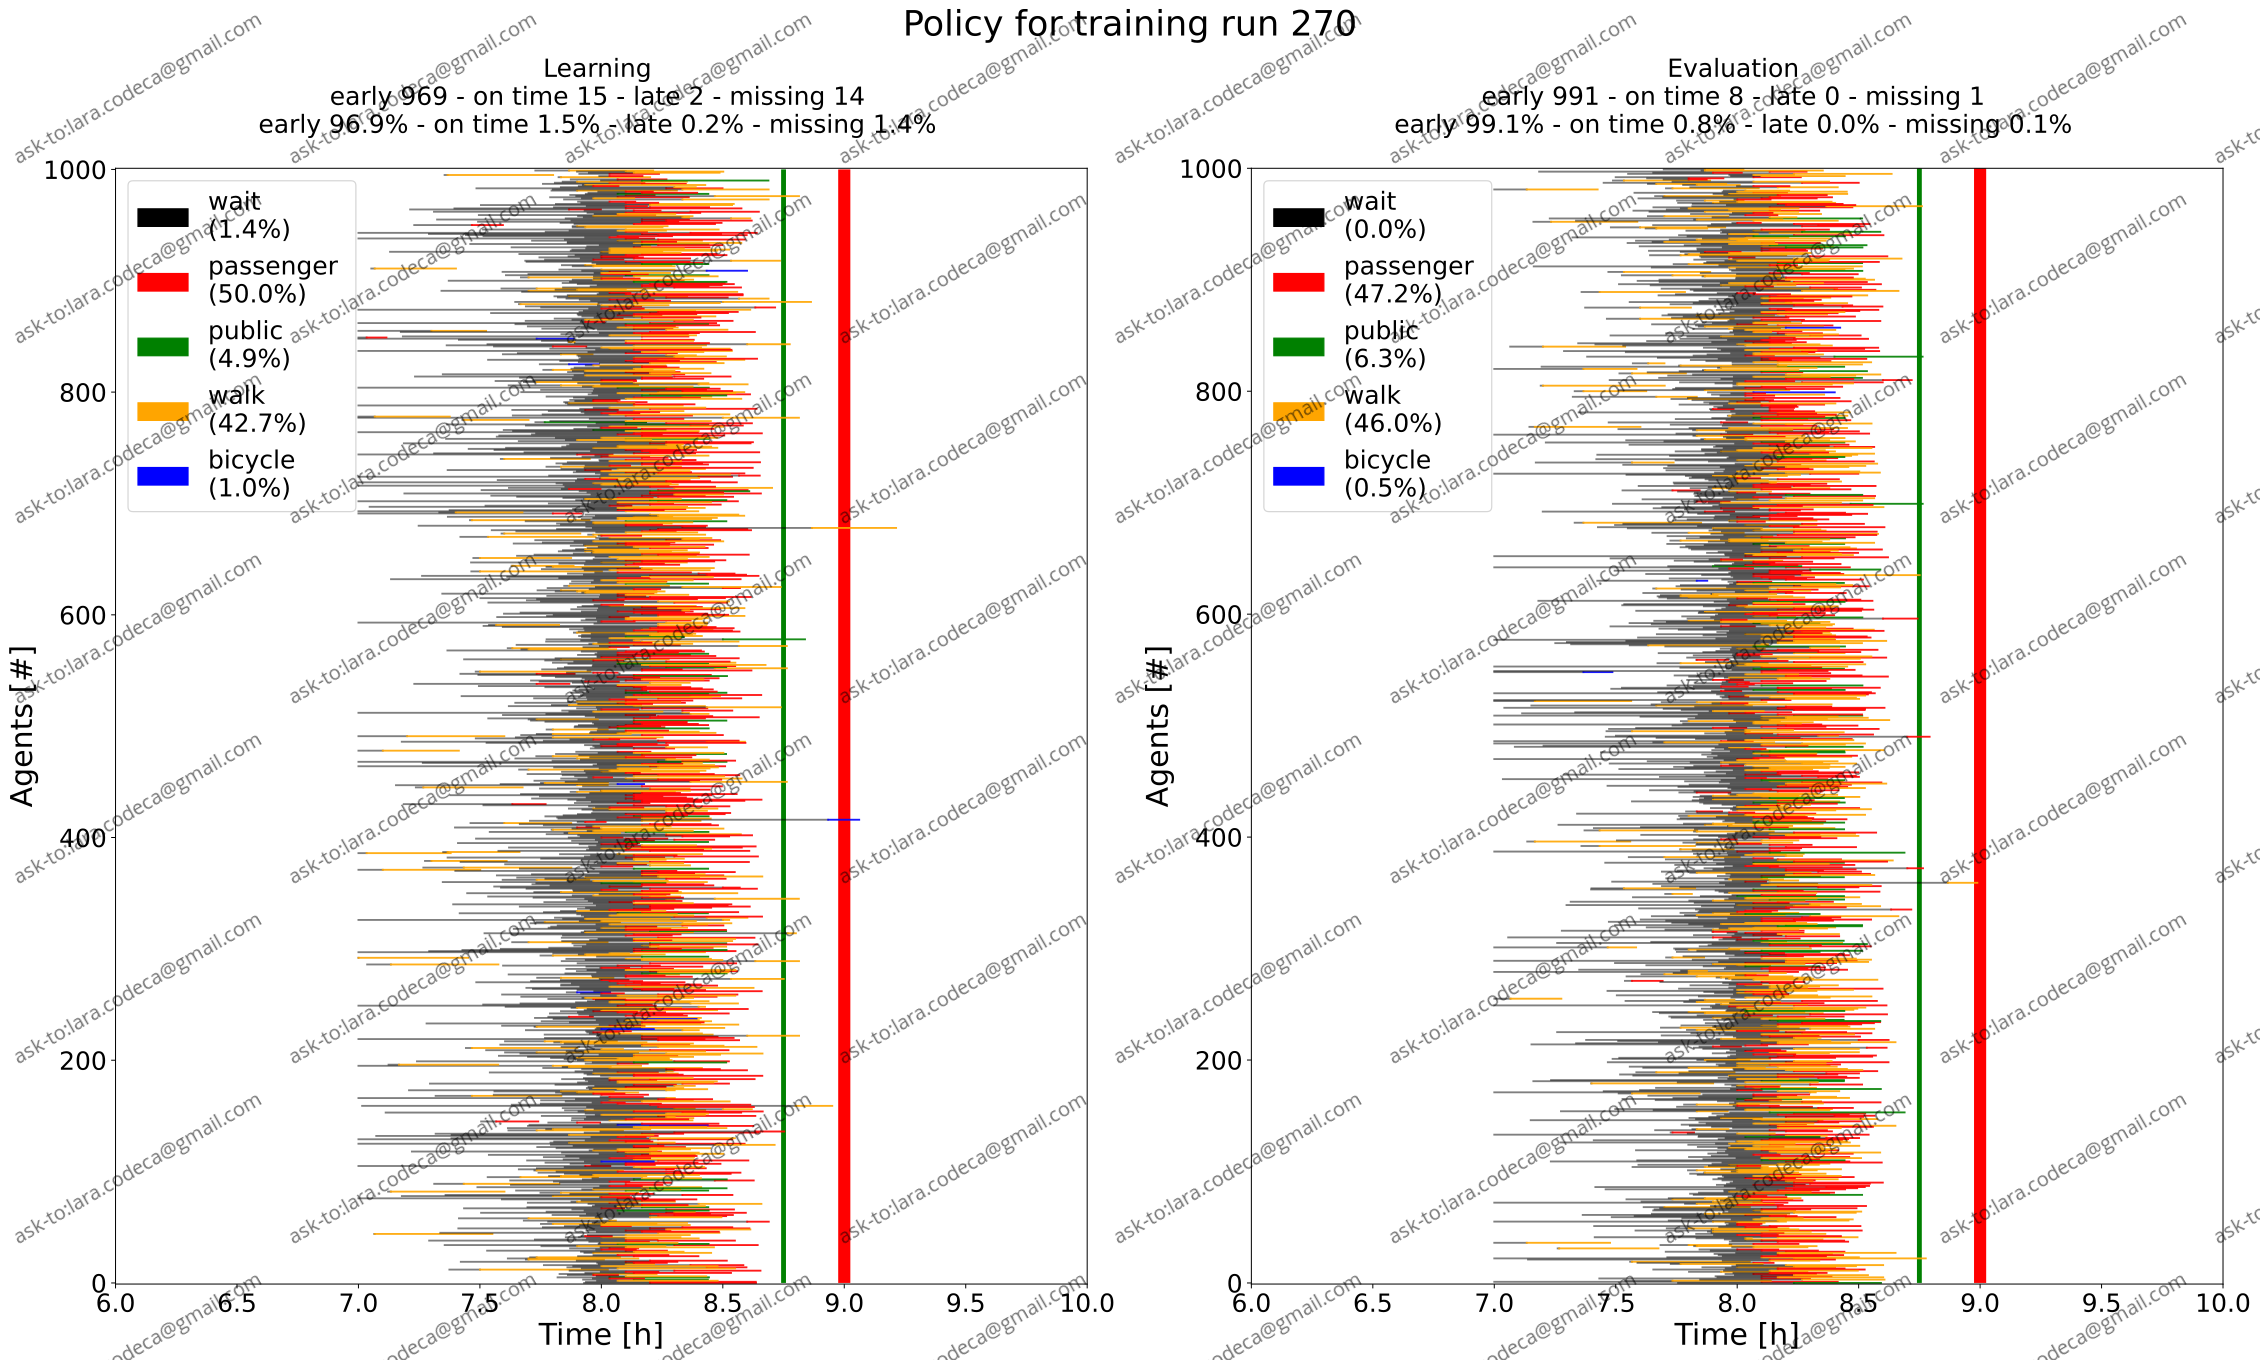 Policy for training run 270
Learning
early 969 - on time 15 - late 2 - missing 14
early 96.9% - on time 1.5% - late 0.2% - missing 1.4%
1000
800
600
400
200
0
Agents [#]
wait
(1.4%)
passenger
(50.0%)
public
(4.9%)
walk
(42.7%)
bicycle
(1.0%)
6.0 6.5 7.0 7.5 8.0 8.5 9.0 9.5 10.0
Time [h]
Evaluation
early 991 - on time 8 - late 0 - missing 1
early 99.1% - on time 0.8% - late 0.0% - missing 0.1%
1000
800
600
400
200
0
Agents [#]
wait
(0.0%)
passenger
(47.2%)
public
(6.3%)
walk
(46.0%)
bicycle
(0.5%)
6.0 6.5 7.0 7.5 8.0 8.5 9.0 9.5 10.0
Time [h]
ask-to:lara.codeca@gmail.com